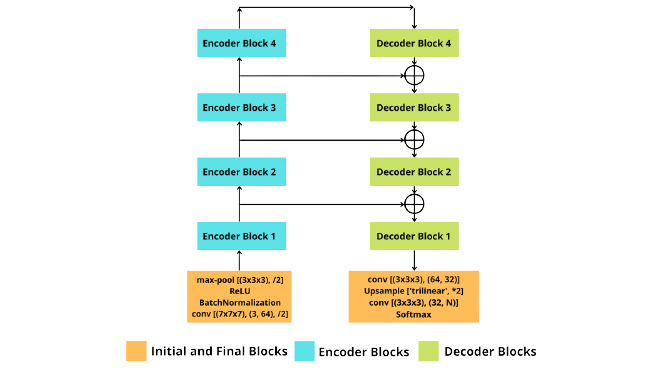 Encoder Block 4
Decoder Block 4
Encoder Block 3
Decoder Block 3
Encoder Block 2
Decoder Block 2
Encoder Block 1
Decoder Block 1
max-pool [(3x3x3), /2]
ReLU
BatchNormalization
conv [(7x7x7), (3, 64), /2]
conv [(3x3x3), (64, 32)]
Upsample ['trilinear', *2]
conv [(3x3x3), (32, N)]
Softmax
Initial and Final Blocks
Encoder Blocks
Decoder Blocks